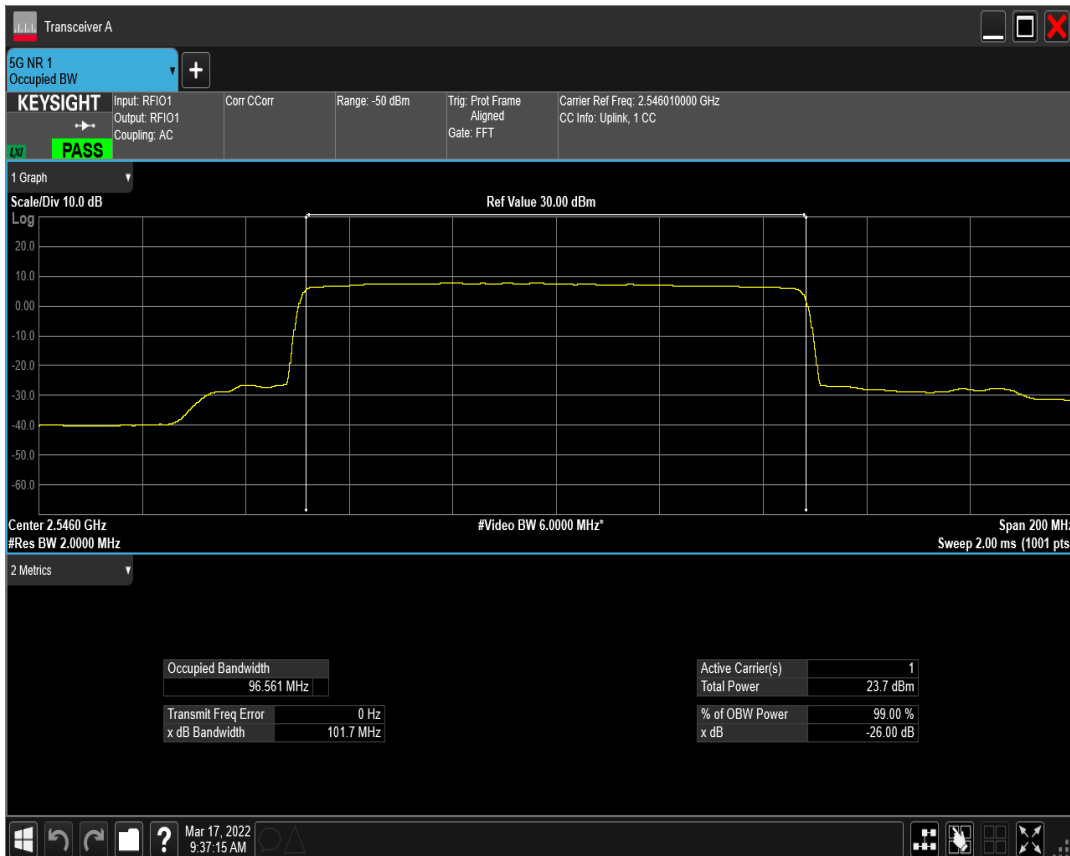 Transceiver A
5G NR 1
Occupied BW
+
KEYSIGHT
LXI PASS
Input: RFIO1
Output: RFIO1
Coupling: AC
Corr CCorr
Range: -50 dBm
Trig: Prot Frame
Aligned
Gate: FFT
Carrier Ref Freq: 2.546010000 GHz
CC Info: Uplink, 1 CC
1 Graph
Scale/Div 10.0 dB Ref Value 30.00 dBm
Log
20.0
10.0
0.00
-10.0
-20.0
-30.0
-40.0
-50.0
-60.0
Center 2.5460 GHz #Video BW 6.0000 MHz* Span 200 MHz
#Res BW 2.0000 MHz Sweep 2.00 ms (1001 pts
2 Metrics
Occupied Bandwidth
96.561 MHz
Transmit Freq Error 0 Hz
x dB Bandwidth 101.7 MHz
Active Carrier(s) 1
Total Power 23.7 dBm
% of OBW Power 99.00 %
x dB -26.00 dB
?
Mar 17, 2022
9:37:15 AM